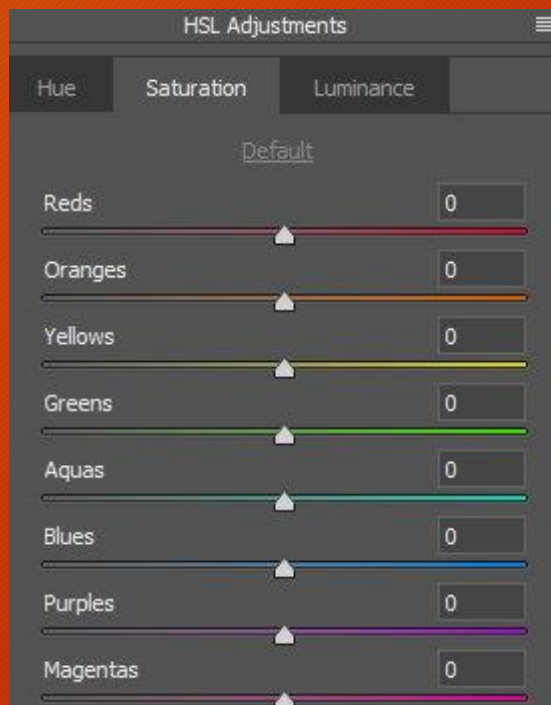 HSL Adjustments
Hue Saturation Luminance
Default
Reds 0
Oranges 0
Yellows 0
Greens 0
Aquas 0
Blues 0
Purples 0
Magentas 0